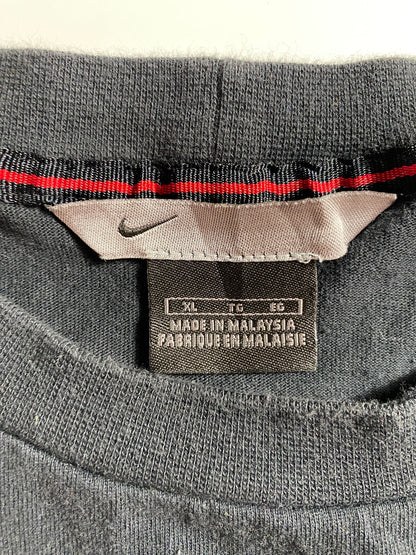 XL TG EG
MADE IN MALAYSIA
FABRIQUE EN MALAISIE